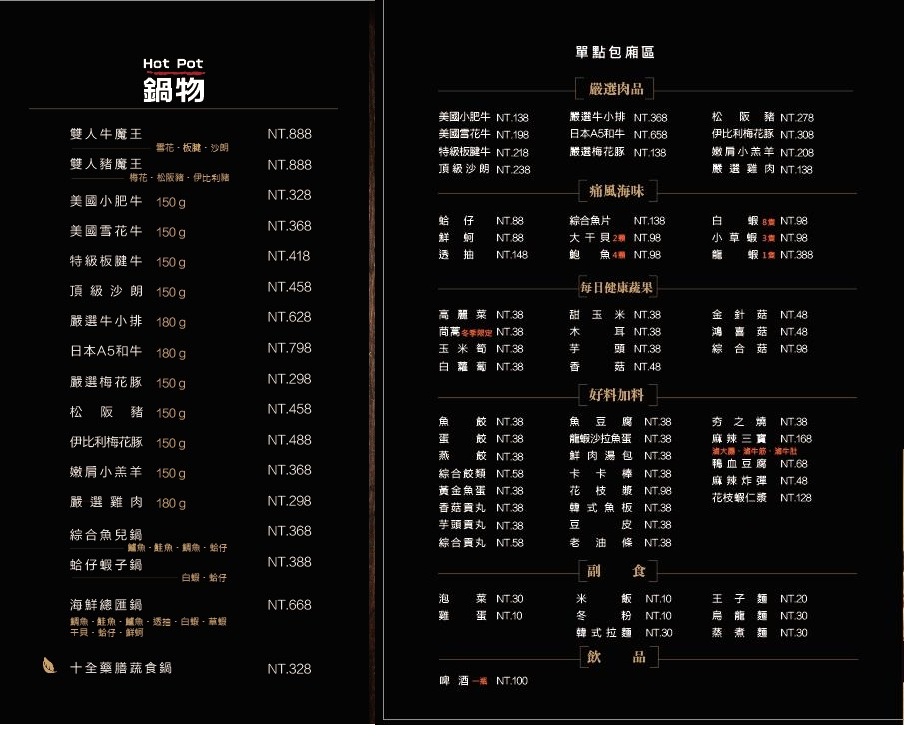 Hot Pot
鍋物
雙人牛魔王 NT.888
雪花·板腱·沙朗
雙人豬魔王 NT.888
梅花·松阪豬·伊比利豬
美國小肥牛 150g NT.328
美國雪花牛 150g NT.368
特級板腱牛 150g NT.418
頂級沙朗 150g NT.458
嚴選牛小排 180g NT.628
日本A5和牛 180g NT.798
嚴選梅花豚 150g NT.298
松阪豬 150g NT.458
伊比利梅花豚 150g NT.488
嫩肩小羔羊 150g NT.368
嚴選雞肉 180g NT.298
綜合魚兒鍋 NT.368
鱸魚·鮭魚·鯛魚·蛤仔
蛤仔蝦子鍋 NT.388
白蝦·蛤仔
海鮮總匯鍋 NT.668
鯛魚·鮭魚·鱸魚·透抽·白蝦·草蝦
干貝·蛤仔·鮮蚵
十全藥膳蔬食鍋 NT.328
單點包廂區
嚴選肉品
美國小肥牛 NT.138 嚴選牛小排 NT.368 松阪豬 NT.278
美國雪花牛 NT.198 日本A5和牛 NT.658 伊比利梅花豚 NT.308
特級板腱牛 NT.218 嚴選梅花豚 NT.138 嫩肩小羔羊 NT.208
頂級沙朗 NT.238 嚴選雞肉 NT.138
痛風海味
蛤仔 NT.88 綜合魚片 NT.138 白蝦 8隻 NT.98
鮮蚵 NT.88 大干貝 2顆 NT.98 小草蝦 3隻 NT.98
透抽 NT.148 鮑魚 4顆 NT.98 龍蝦 1隻 NT.388
每日健康蔬果
高麗菜 NT.38 甜玉米 NT.38 金針菇 NT.48
茼蒿 冬季限定 NT.38 木耳 NT.38 鴻喜菇 NT.48
玉米筍 NT.38 芋頭 NT.38 綜合菇 NT.98
白蘿蔔 NT.38 香菇 NT.48
好料加料
魚餃 NT.38 魚豆腐 NT.38 夯之燒 NT.38
蛋餃 NT.38 龍蝦沙拉魚蛋 NT.38 麻辣三寶 NT.168
滷大腸·滷牛筋·滷牛肚
燕餃 NT.38 鮮肉湯包 NT.38 鴨血豆腐 NT.68
綜合餃類 NT.58 卡卡棒 NT.38 麻辣炸彈 NT.48
黃金魚蛋 NT.38 花枝漿 NT.98 花枝蝦仁漿 NT.128
香菇貢丸 NT.38 韓式魚板 NT.38
芋頭貢丸 NT.38 豆皮 NT.38
綜合貢丸 NT.58 老油條 NT.38
副食
泡菜 NT.30 米飯 NT.10 王子麵 NT.20
雞蛋 NT.10 冬粉 NT.10 烏龍麵 NT.30
韓式拉麵 NT.30 蒸煮麵 NT.30
飲品
啤酒 一瓶 NT.100